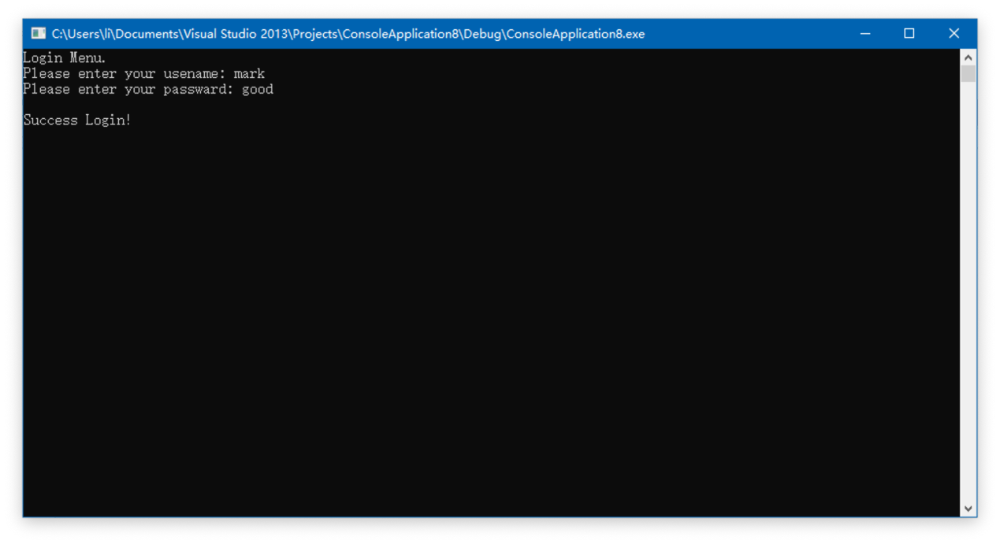 C:\Users\li\Documents\Visual Studio 2013\Projects\ConsoleApplication8\Debug\ConsoleApplication8.exe
Login Menu.
Please enter your usename: mark
Please enter your passward: good
Success Login!